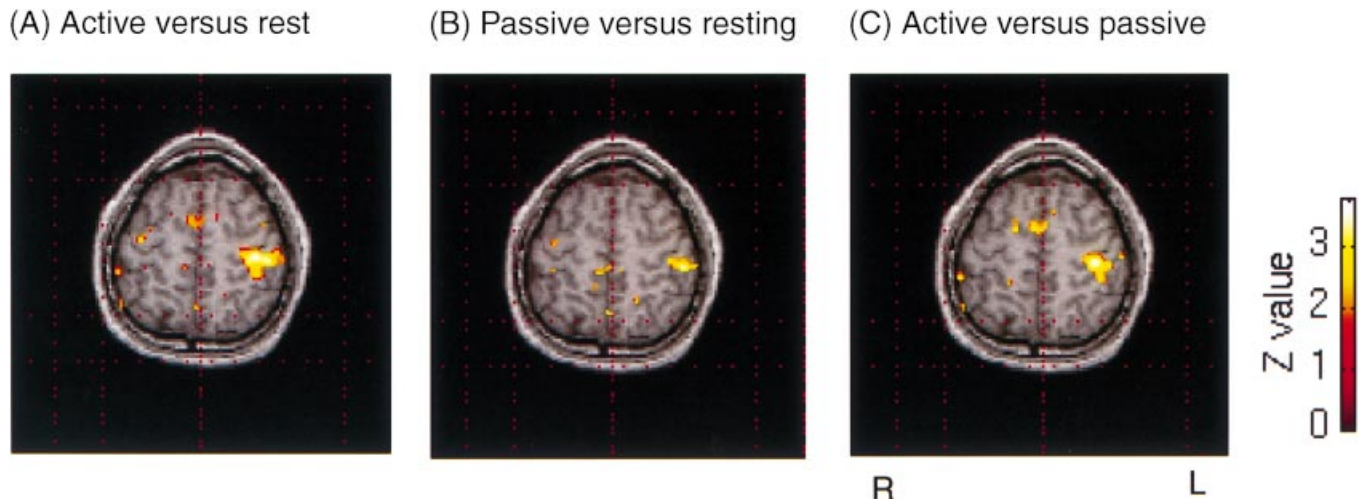 (A) Active versus rest
(B) Passive versus resting
(C) Active versus passive
3
2
1
0
Z value
R
L